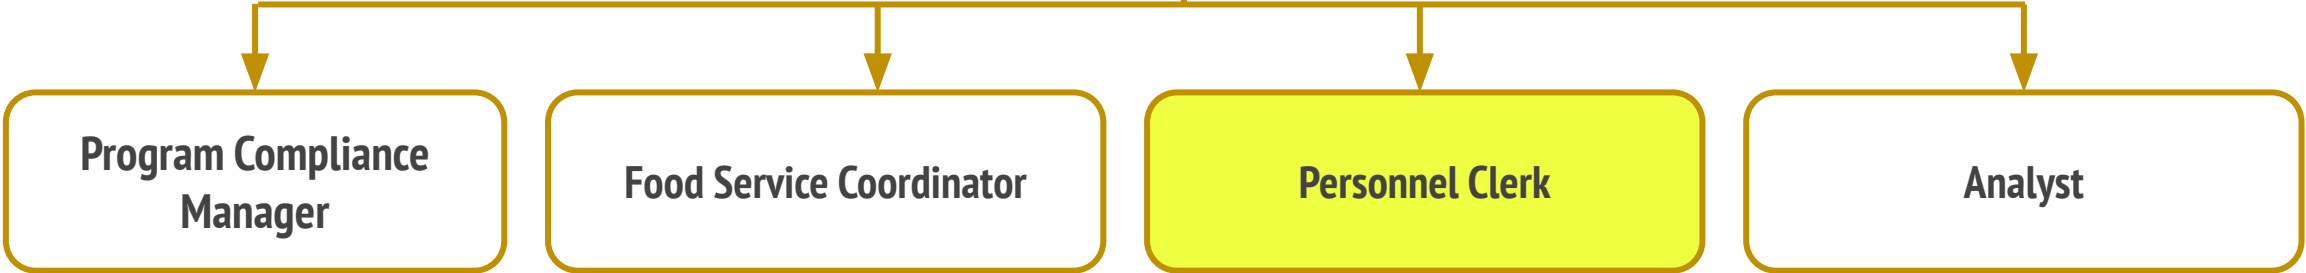 Program Compliance
Manager
Food Service Coordinator
Personnel Clerk
Analyst